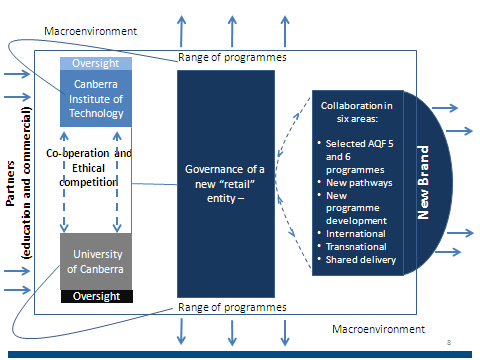 Macroenvironment
Range of programmes
Oversight
Canberra
Institute of
Technology
Co-operation and
Ethical
competition
University
of Canberra
Oversight
Partners
(education and commercial)
Governance of a
new “retail”
entity –
Collaboration in
six areas:
• Selected AQF 5
and 6
programmes
• New pathways
• New
programme
development
• International
• Transnational
• Shared delivery
New Brand
Range of programmes
Macroenvironment
8